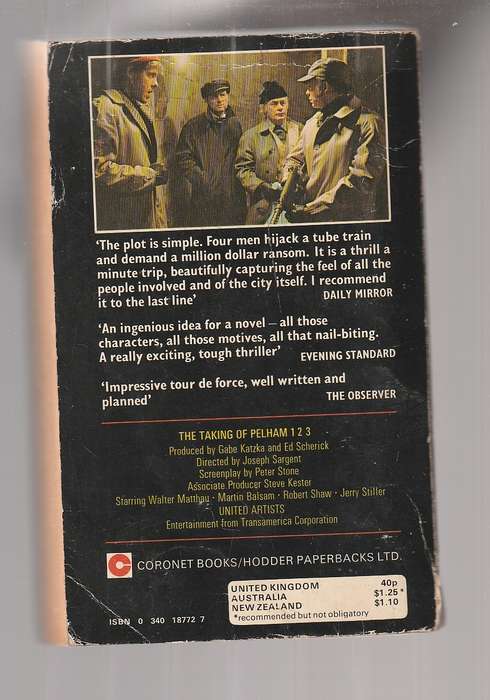 'The plot is simple. Four men hijack a tube train
and demand a million dollar ransom. It is a thrill a
minute trip, beautifully capturing the feel of all the
people involved and of the city itself. I recommend
it to the last line'
DAILY MIRROR
'An ingenious idea for a novel – all those
characters, all those motives, all that nail-biting.
A really exciting, tough thriller'
EVENING STANDARD
'Impressive tour de force, well written and
planned'
THE OBSERVER
THE TAKING OF PELHAM 1 2 3
Produced by Gabe Katzka and Ed Scherick
Directed by Joseph Sargent
Screenplay by Peter Stone
Associate Producer Steve Kester
Starring Walter Matthau · Martin Balsam · Robert Shaw · Jerry Stiller
UNITED ARTISTS
Entertainment from Transamerica Corporation
CORONET BOOKS/HODDER PAPERBACKS LTD.
UNITED KINGDOM 40p
AUSTRALIA $1.25*
NEW ZEALAND $1.10
*recommended but not obligatory
ISBN 0 340 18772 7